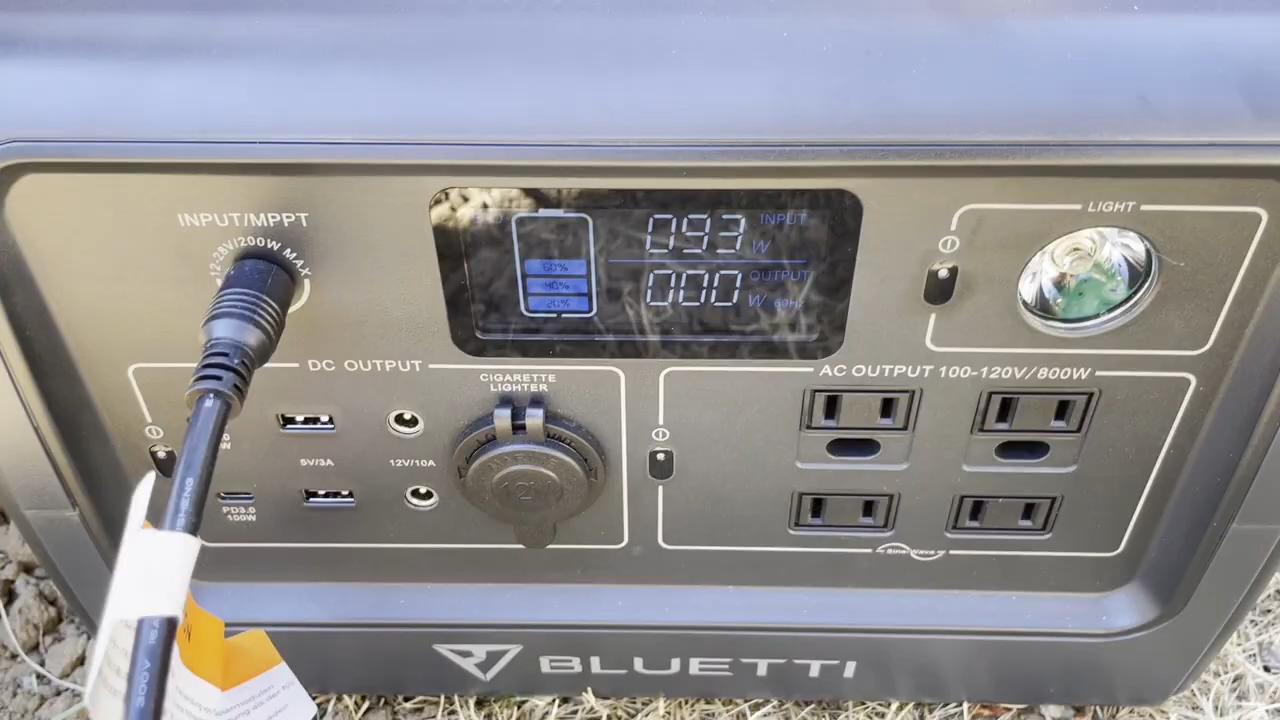 INPUT/MPPT
12-28V/200W MAX
60%
40%
20%
093 W INPUT
000 W OUTPUT
60Hz
LIGHT
DC OUTPUT
CIGARETTE
LIGHTER
5V/3A
12V/10A
PD3.0
100W
12V
AC OUTPUT 100-120V/800W
Sine Wave
BLUETTI
300V